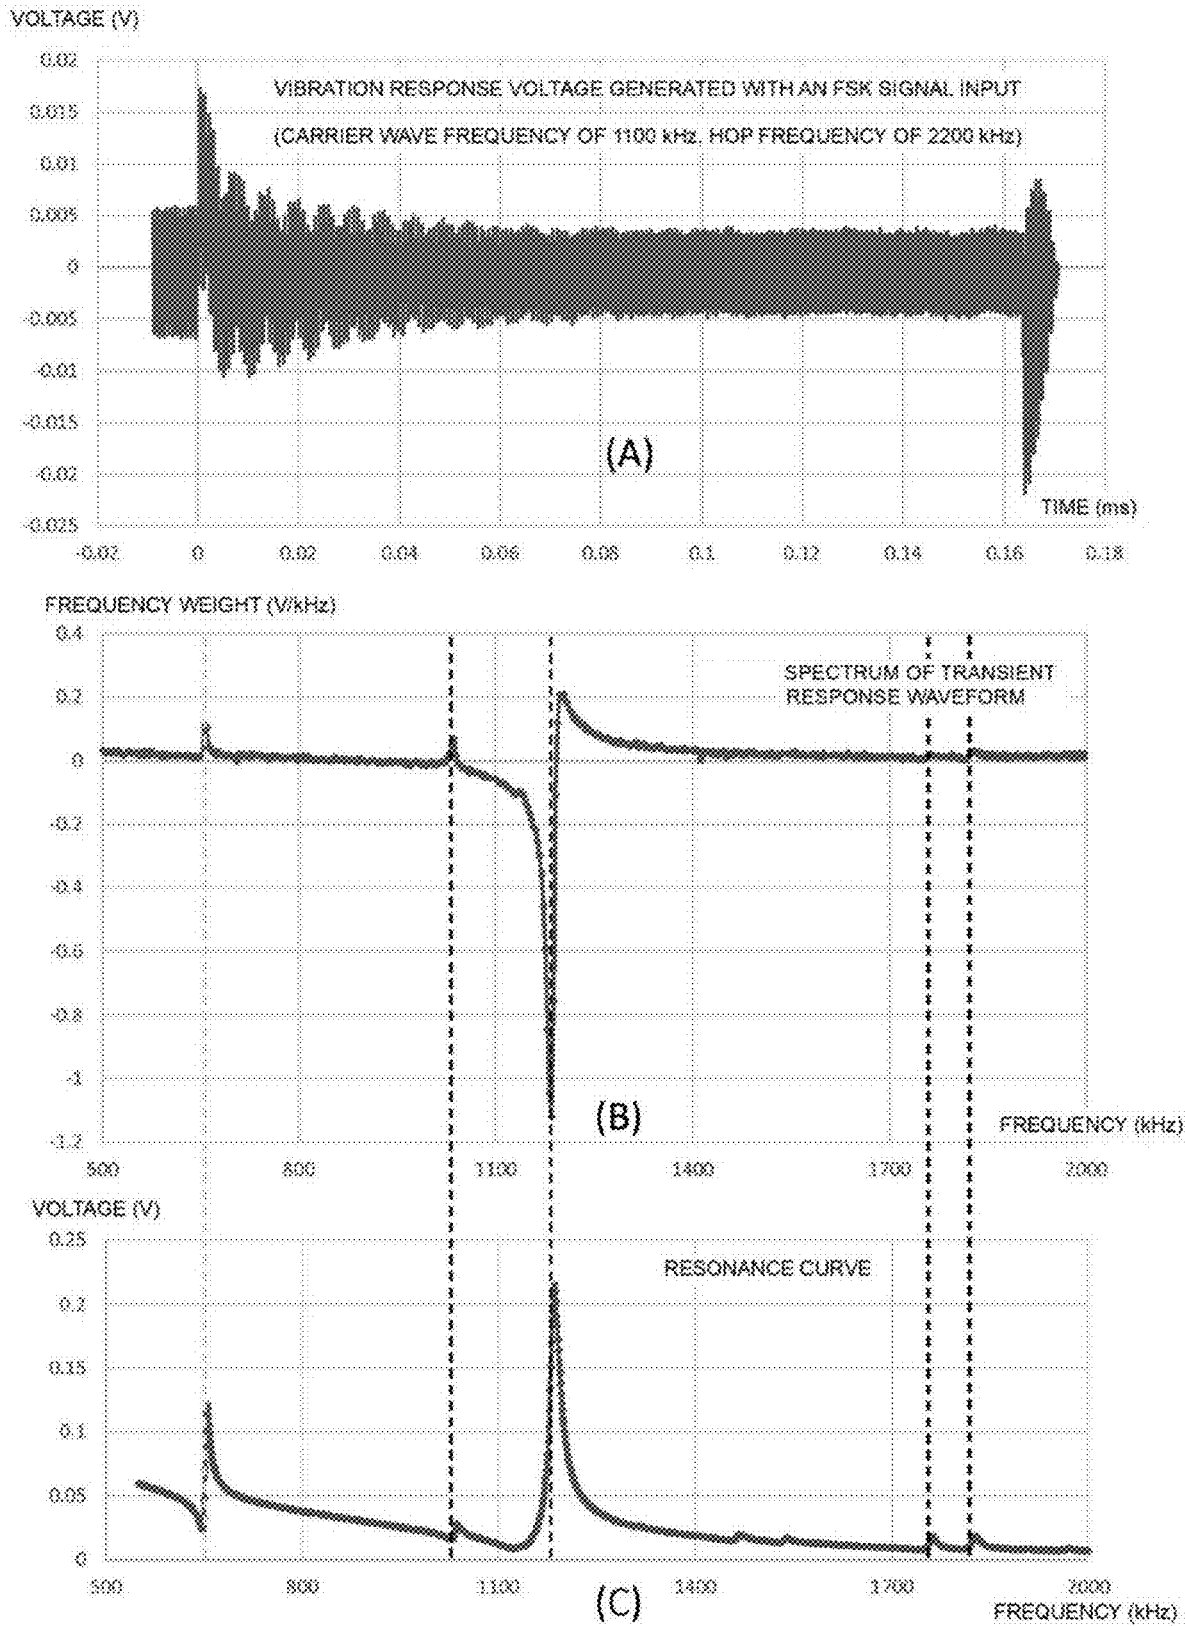 VOLTAGE (V)
0.02
VIBRATION RESPONSE VOLTAGE GENERATED WITH AN FSK SIGNAL INPUT
0.015
(CARRIER WAVE FREQUENCY OF 1100 kHz, HOP FREQUENCY OF 2200 kHz)
0.01
0.005
0
-0.005
-0.01
-0.015
(A)
-0.02
TIME (ms)
-0.025
-0.02 0 0.02 0.04 0.06 0.08 0.1 0.12 0.14 0.16 0.18
FREQUENCY WEIGHT (V/kHz)
0.4
SPECTRUM OF TRANSIENT
RESPONSE WAVEFORM
0.2
0
-0.2
-0.4
-0.6
-0.8
-1
(B)
FREQUENCY (kHz)
-1.2
500 800 1100 1400 1700 2000
VOLTAGE (V)
0.25
RESONANCE CURVE
0.2
0.15
0.1
0.05
0
500 800 1100 1400 1700 2000
(C)
FREQUENCY (kHz)